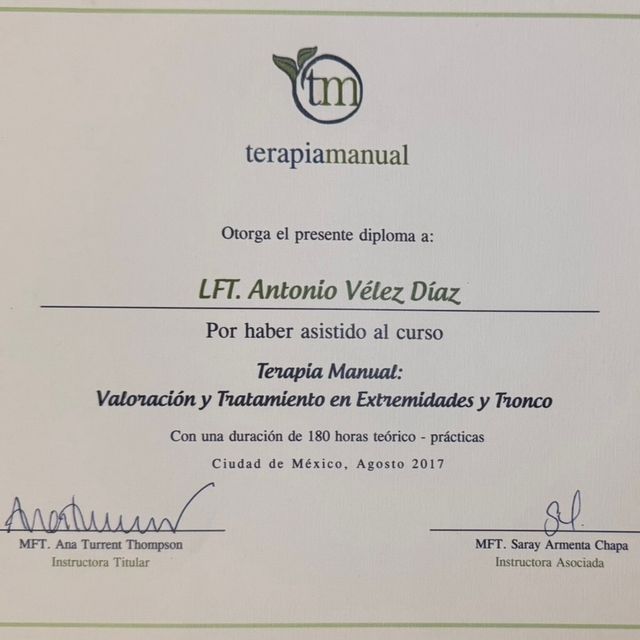 tm
terapiamanual
Otorga el presente diploma a:
LFT. Antonio Vélez Díaz
Por haber asistido al curso
Terapia Manual:
Valoración y Tratamiento en Extremidades y Tronco
Con una duración de 180 horas teórico - prácticas
Ciudad de México, Agosto 2017
MFT. Ana Turrent Thompson
Instructora Titular
MFT. Saray Armenta Chapa
Instructora Asociada